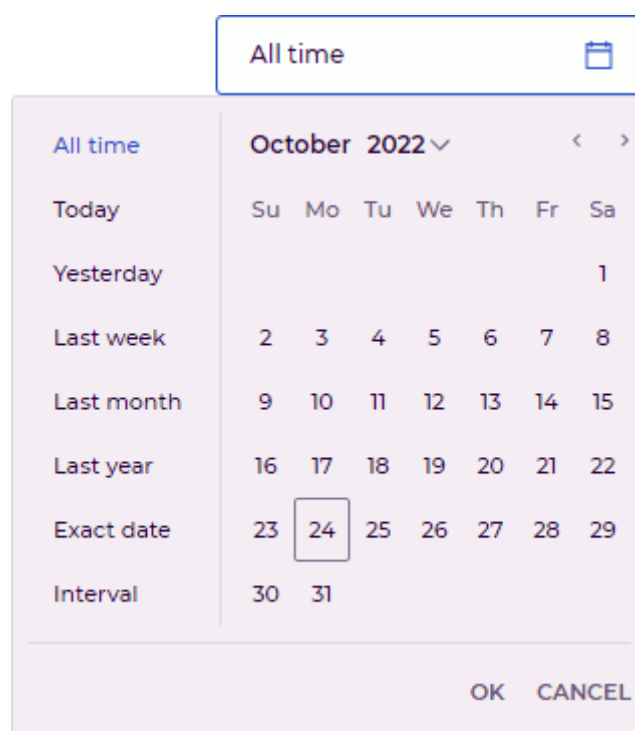 All time
All time
Today
Yesterday
Last week
Last month
Last year
Exact date
Interval
October 2022
Su Mo Tu We Th Fr Sa
1
2 3 4 5 6 7 8
9 10 11 12 13 14 15
16 17 18 19 20 21 22
23 24 25 26 27 28 29
30 31
OK CANCEL